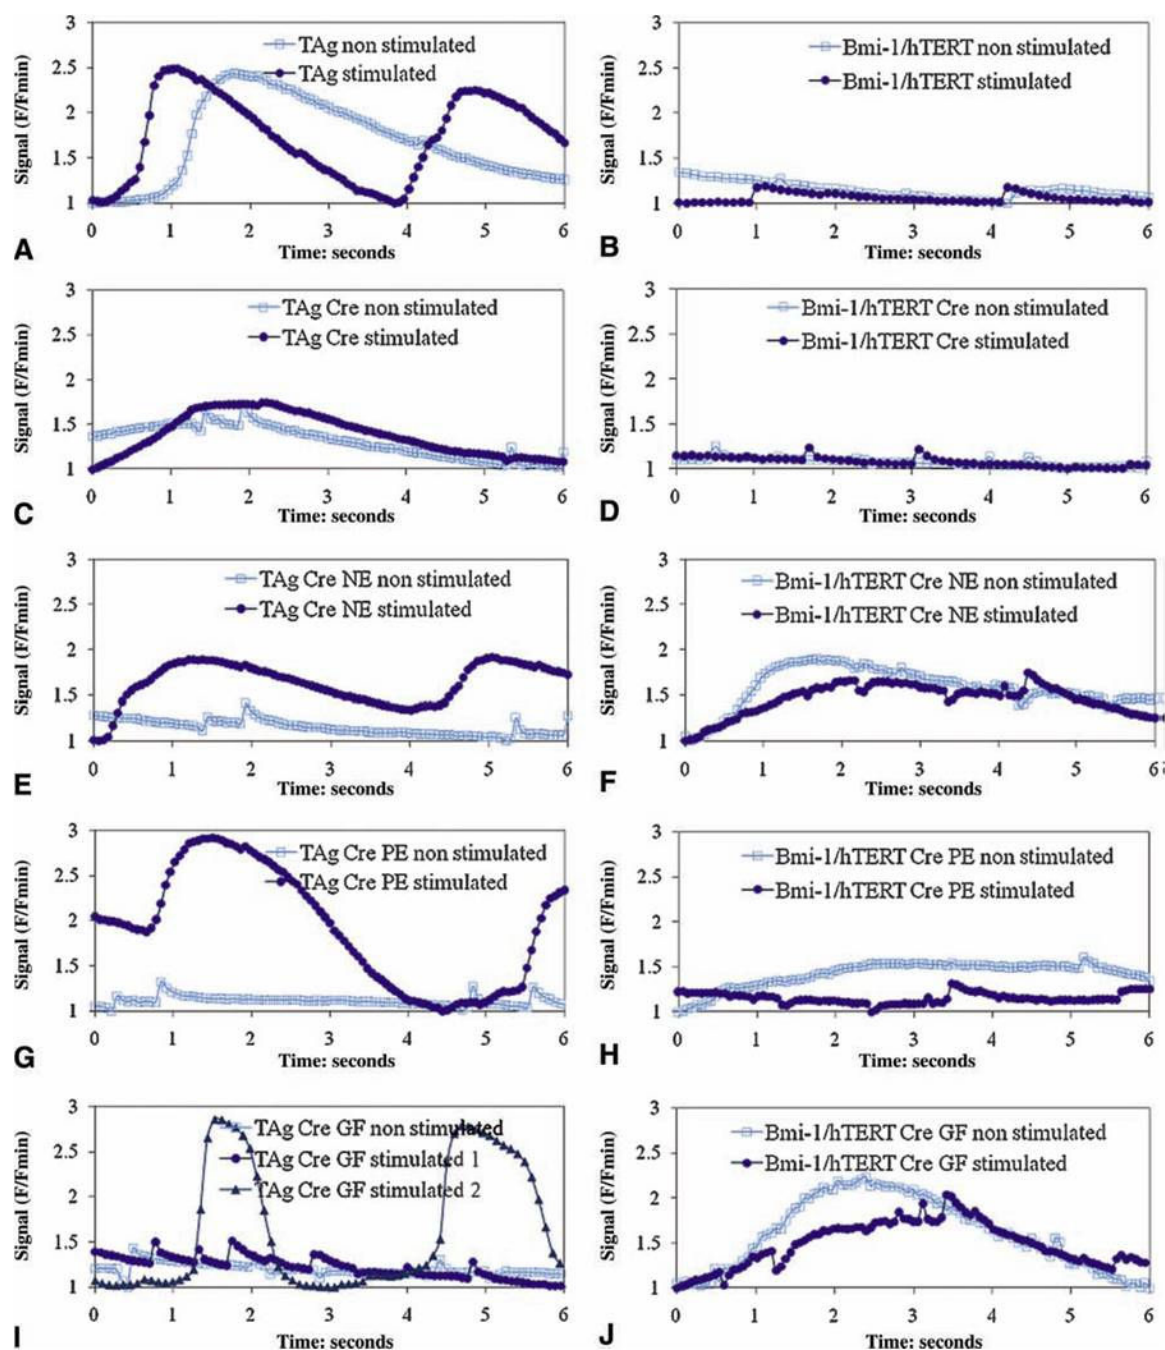 3
2.5
2
1.5
1
Signal (F/Fmin)
TAg non stimulated
TAg stimulated
0 1 2 3 4 5 6
Time: seconds
A
3
2.5
2
1.5
1
Signal (F/Fmin)
Bmi-1/hTERT non stimulated
Bmi-1/hTERT stimulated
0 1 2 3 4 5 6
Time: seconds
B
3
2.5
2
1.5
1
Signal (F/Fmin)
TAg Cre non stimulated
TAg Cre stimulated
0 1 2 3 4 5 6
Time: seconds
C
3
2.5
2
1.5
1
Signal (F/Fmin)
Bmi-1/hTERT Cre non stimulated
Bmi-1/hTERT Cre stimulated
0 1 2 3 4 5 6
Time: seconds
D
3
2.5
2
1.5
1
Signal (F/Fmin)
TAg Cre NE non stimulated
TAg Cre NE stimulated
0 1 2 3 4 5 6
Time: seconds
E
3
2.5
2
1.5
1
Signal (F/Fmin)
Bmi-1/hTERT Cre NE non stimulated
Bmi-1/hTERT Cre NE stimulated
0 1 2 3 4 5 6
Time: seconds
F
3
2.5
2
1.5
1
Signal (F/Fmin)
TAg Cre PE non stimulated
TAg Cre PE stimulated
0 1 2 3 4 5 6
Time: seconds
G
3
2.5
2
1.5
1
Signal (F/Fmin)
Bmi-1/hTERT Cre PE non stimulated
Bmi-1/hTERT Cre PE stimulated
0 1 2 3 4 5 6
Time: seconds
H
3
2.5
2
1.5
1
Signal (F/Fmin)
TAg Cre GF non stimulated
TAg Cre GF stimulated 1
TAg Cre GF stimulated 2
0 1 2 3 4 5 6
Time: seconds
I
3
2.5
2
1.5
1
Signal (F/Fmin)
Bmi-1/hTERT Cre GF non stimulated
Bmi-1/hTERT Cre GF stimulated
0 1 2 3 4 5 6
Time: seconds
J